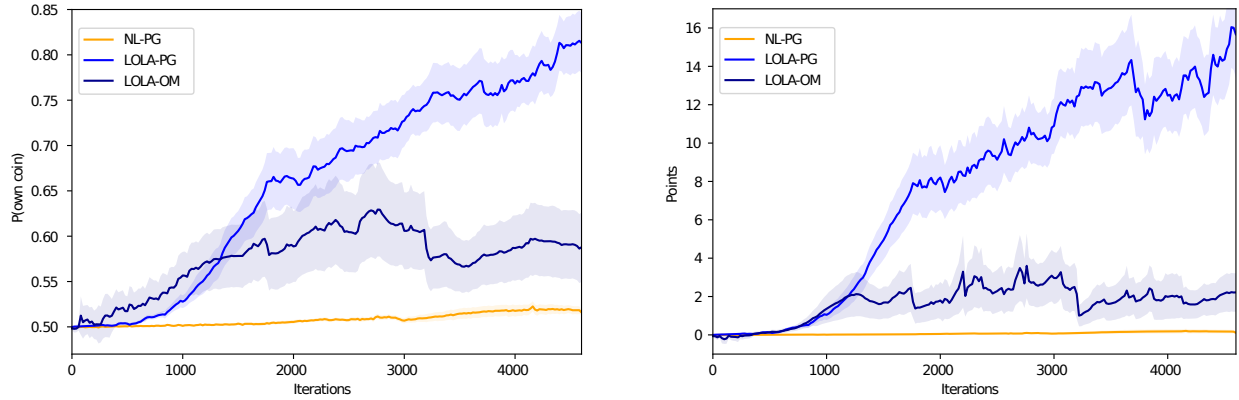 0.85
0.80
0.75
0.70
0.65
0.60
0.55
0.50
P(own coin)
NL-PG
LOLA-PG
LOLA-OM
0 1000 2000 3000 4000
Iterations
16
14
12
10
8
6
4
2
0
Points
NL-PG
LOLA-PG
LOLA-OM
0 1000 2000 3000 4000
Iterations